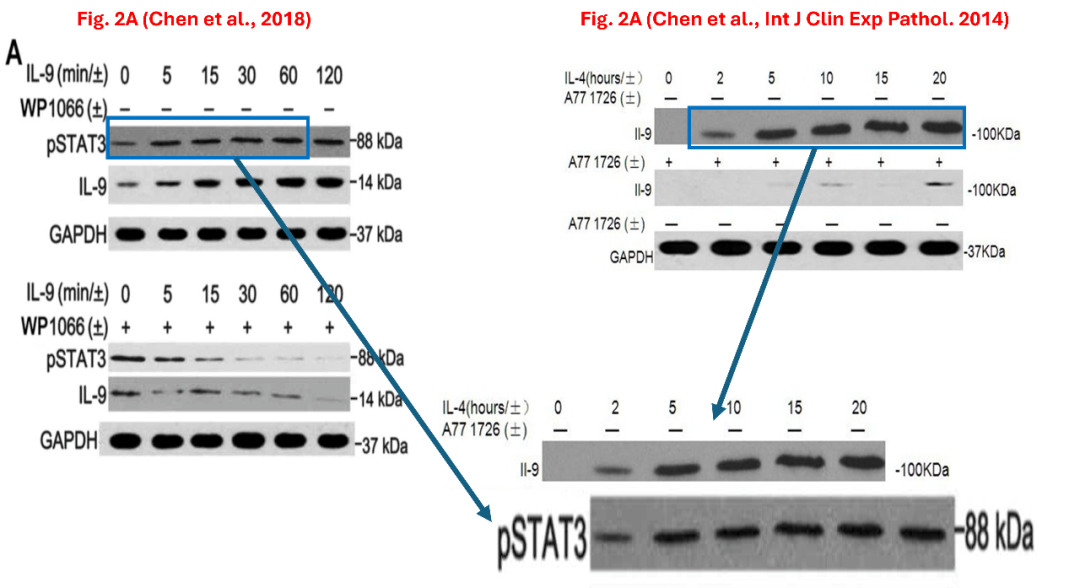 Fig. 2A (Chen et al., 2018)
A
IL-9 (min/±) 0 5 15 30 60 120
WP1066 (±) – – – – – –
pSTAT3 -88 kDa
IL-9 -14 kDa
GAPDH -37 kDa
IL-9 (min/±) 0 5 15 30 60 120
WP1066 (±) + + + + + +
pSTAT3 -88 kDa
IL-9 -14 kDa
GAPDH -37 kDa
Fig. 2A (Chen et al., Int J Clin Exp Pathol. 2014)
IL-4(hours/±) 0 2 5 10 15 20
A77 1726 (±) – – – – – –
Il-9 -100KDa
A77 1726 (±) + + + + + +
Il-9 -100KDa
A77 1726 (±) – – – – – –
GAPDH -37KDa
IL-4(hours/±) 0 2 5 10 15 20
A77 1726 (±) – – – – – –
Il-9 -100KDa
pSTAT3 -88 kDa